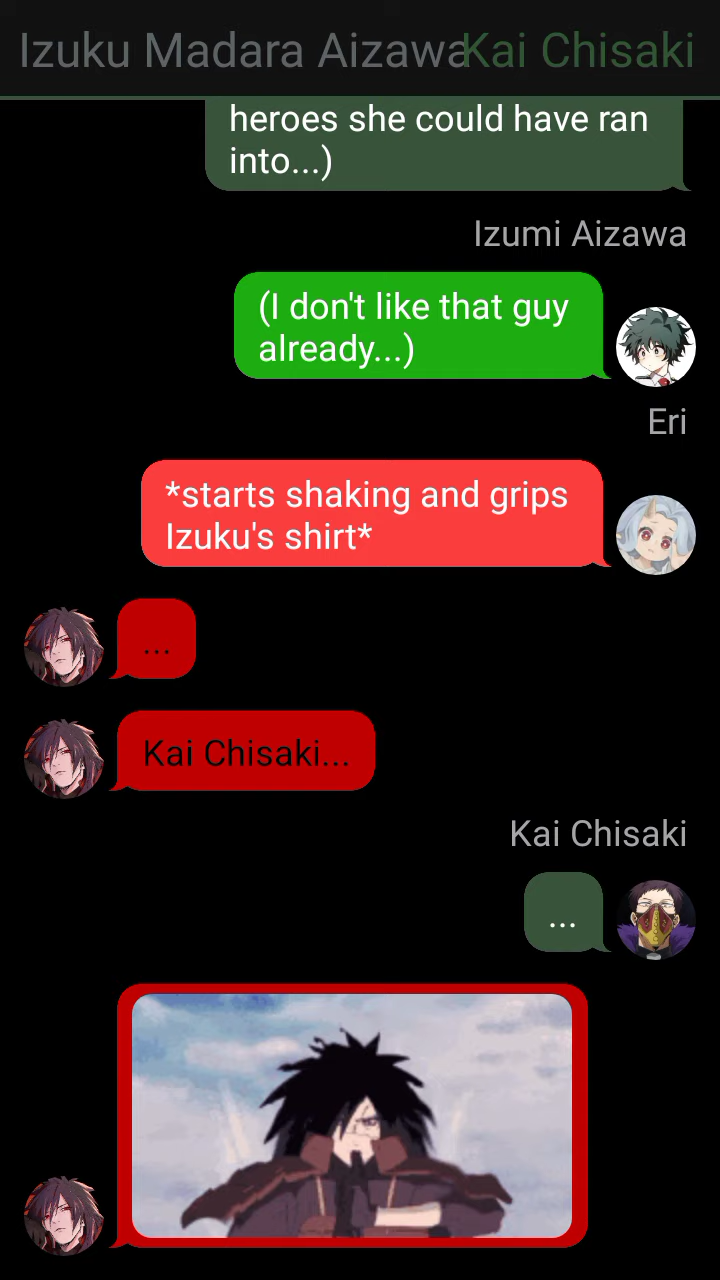 Izuku Madara Aizawa Kai Chisaki
heroes she could have ran
into...)
Izumi Aizawa
(I don't like that guy
already...)
Eri
*starts shaking and grips
Izuku's shirt*
...
Kai Chisaki...
Kai Chisaki
...